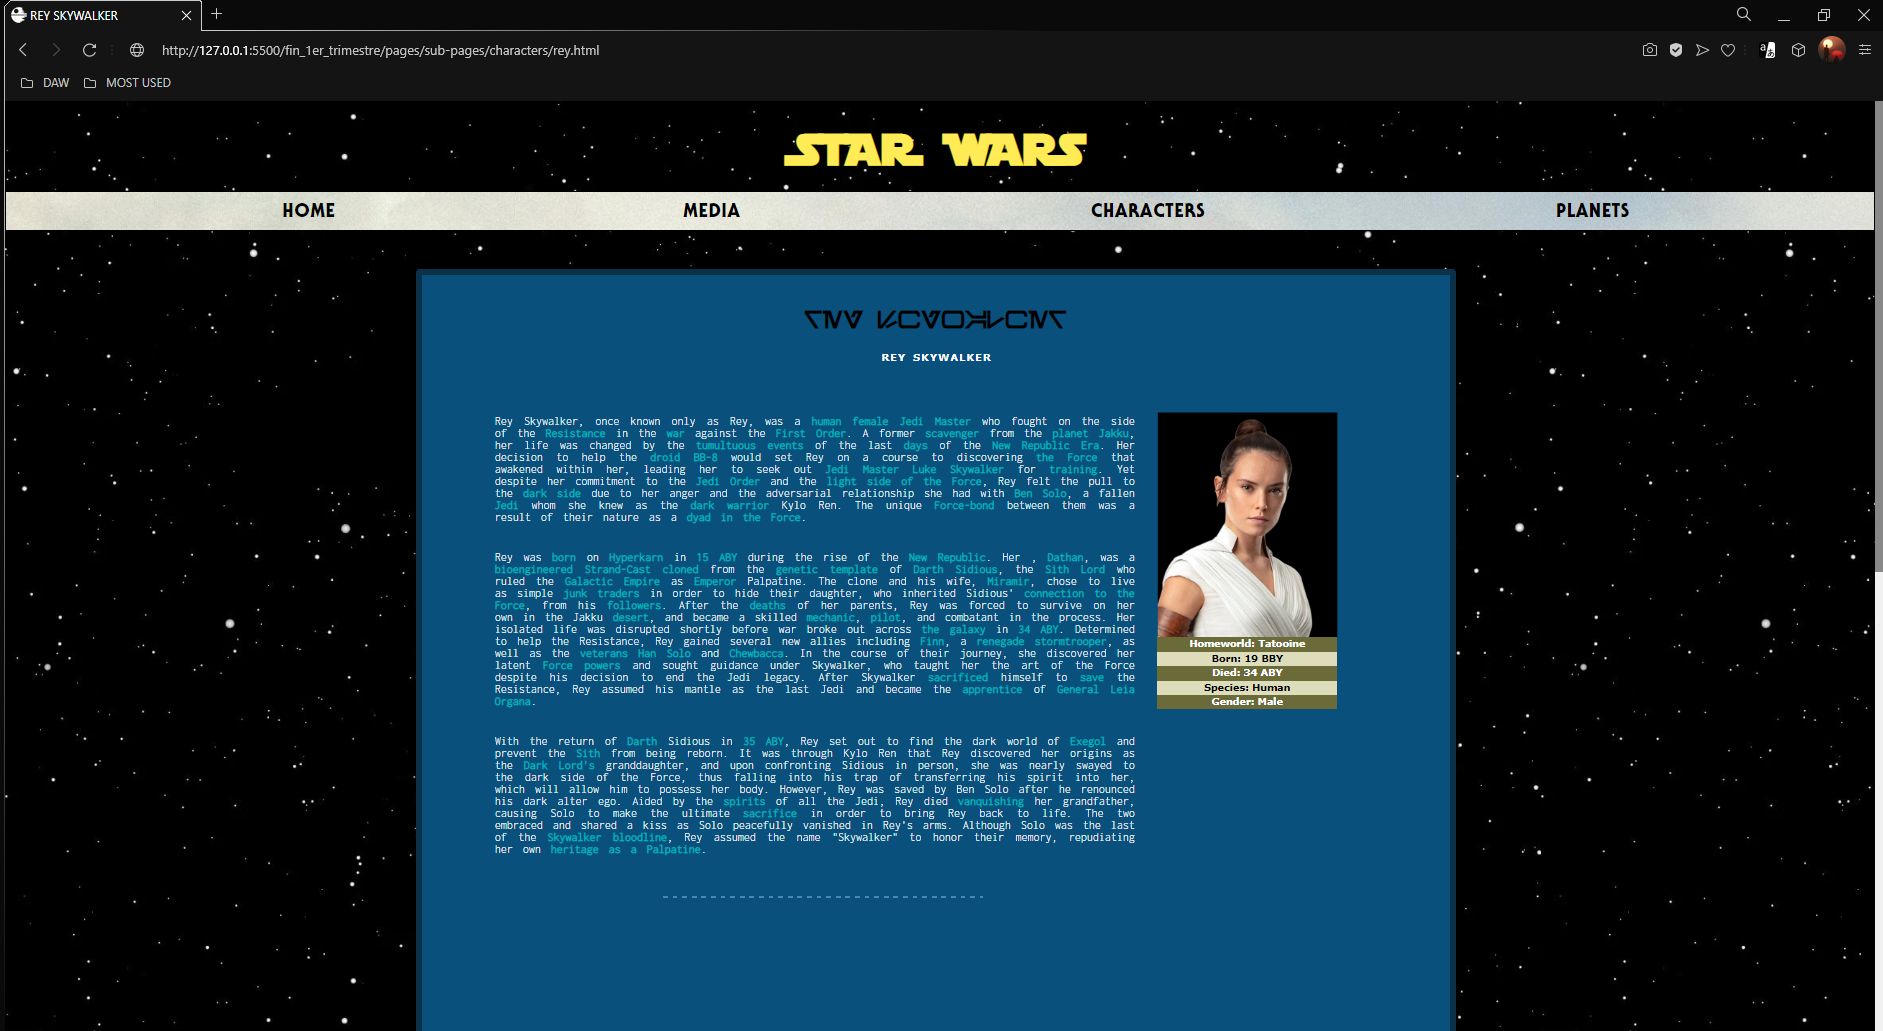 REY SKYWALKER
http://127.0.0.1:5500/fin_1er_trimestre/pages/sub-pages/characters/rey.html
DAW MOST USED
STAR WARS
HOME MEDIA CHARACTERS PLANETS
REY SKYWALKER
Rey Skywalker, once known only as Rey, was a human female Jedi Master who fought on the side
of the Resistance in the war against the First Order. A former scavenger from the planet Jakku,
her life was changed by the tumultuous events of the last days of the New Republic Era. Her
decision to help the droid BB-8 would set Rey on a course to discovering the Force that
awakened within her, leading her to seek out Jedi Master Luke Skywalker for training. Yet
despite her commitment to the Jedi Order and the light side of the Force, Rey felt the pull to
the dark side due to her anger and the adversarial relationship she had with Ben Solo, a fallen
Jedi whom she knew as the dark warrior Kylo Ren. The unique Force-bond between them was a
result of their nature as a dyad in the Force.
Rey was born on Hyperkarn in 15 ABY during the rise of the New Republic. Her , Dathan, was a
bioengineered Strand-Cast cloned from the genetic template of Darth Sidious, the Sith Lord who
ruled the Galactic Empire as Emperor Palpatine. The clone and his wife, Miramir, chose to live
as simple junk traders in order to hide their daughter, who inherited Sidious' connection to the
Force, from his followers. After the deaths of her parents, Rey was forced to survive on her
own in the Jakku desert, and became a skilled mechanic, pilot, and combatant in the process. Her
isolated life was disrupted shortly before war broke out across the galaxy in 34 ABY. Determined
to help the Resistance, Rey gained several new allies including Finn, a renegade stormtrooper, as
well as the veterans Han Solo and Chewbacca. In the course of their journey, she discovered her
latent Force powers and sought guidance under Skywalker, who taught her the art of the Force
despite his decision to end the Jedi legacy. After Skywalker sacrificed himself to save the
Resistance, Rey assumed his mantle as the last Jedi and became the apprentice of General Leia
Organa.
With the return of Darth Sidious in 35 ABY, Rey set out to find the dark world of Exegol and
prevent the Sith from being reborn. It was through Kylo Ren that Rey discovered her origins as
the Dark Lord's granddaughter, and upon confronting Sidious in person, she was nearly swayed to
the dark side of the Force, thus falling into his trap of transferring his spirit into her,
which will allow him to possess her body. However, Rey was saved by Ben Solo after he renounced
his dark alter ego. Aided by the spirits of all the Jedi, Rey died vanquishing her grandfather,
causing Solo to make the ultimate sacrifice in order to bring Rey back to life. The two
embraced and shared a kiss as Solo peacefully vanished in Rey's arms. Although Solo was the last
of the Skywalker bloodline, Rey assumed the name "Skywalker" to honor their memory, repudiating
her own heritage as a Palpatine.
Homeworld: Tatooine
Born: 19 BBY
Died: 34 ABY
Species: Human
Gender: Male